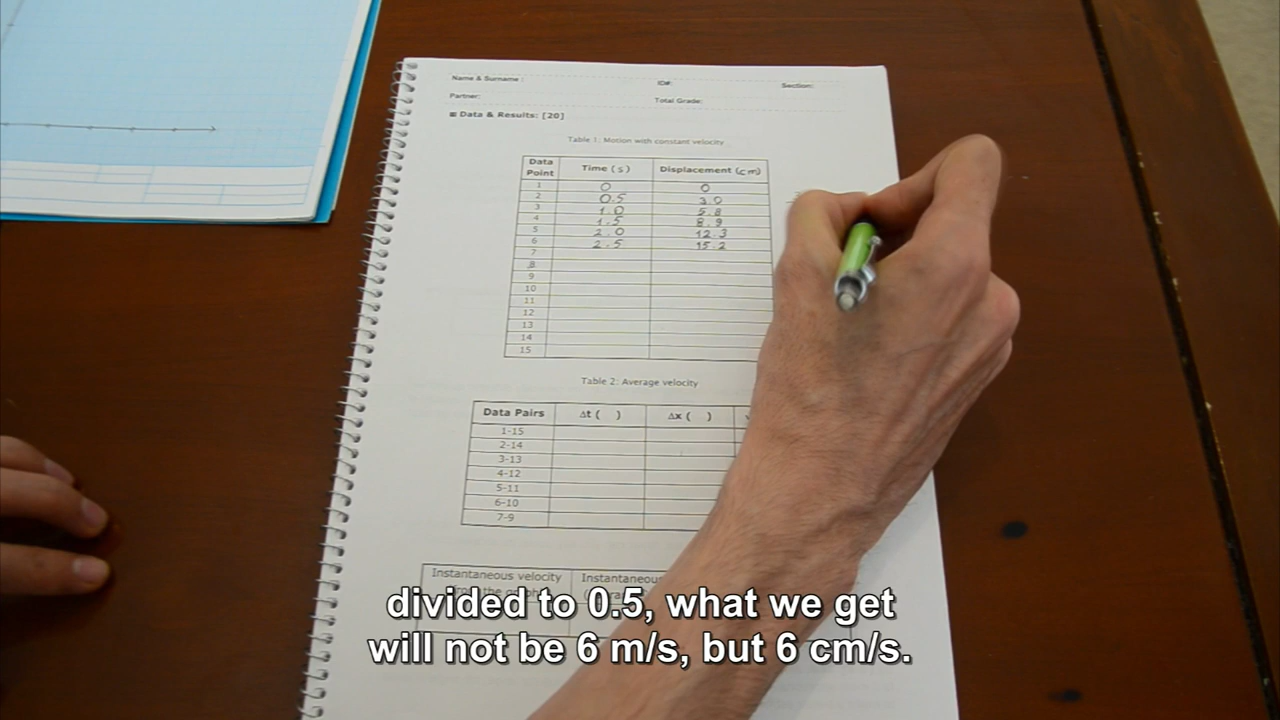 Name & Surname :
ID#:
Section:
Partner:
Total Grade:
Data & Results: [20]
Table 1: Motion with constant velocity
Data Point Time (s) Displacement (cm)
1 0 0
2 0.5 3.0
3 1.0 5.8
4 1.5 8.9
5 2.0 12.3
6 2.5 15.2
7
8
9
10
11
12
13
14
15
Table 2: Average velocity
Data Pairs Δt ( ) Δx ( )
1-15
2-14
3-13
4-12
5-11
6-10
7-9
Instantaneous velocity
divided to 0.5, what we get
will not be 6 m/s, but 6 cm/s.